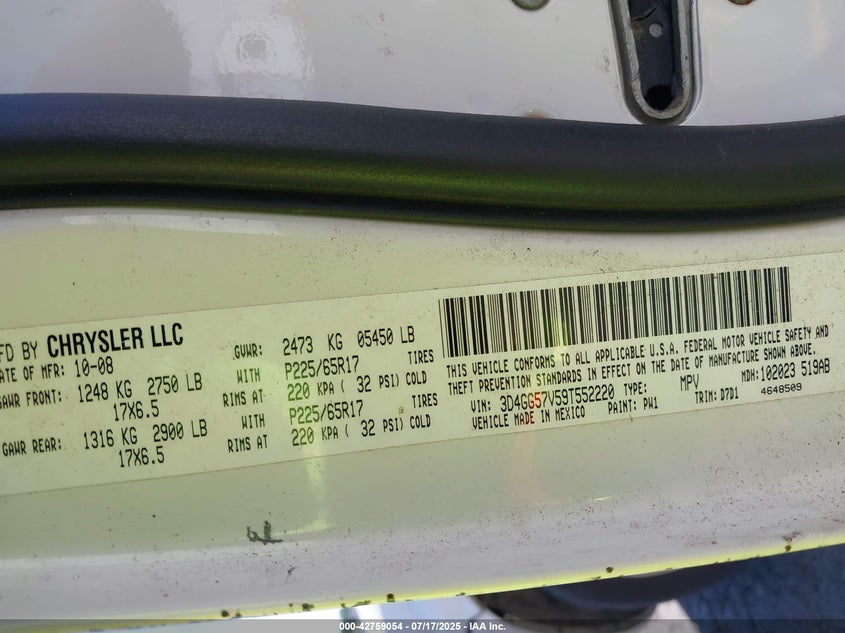 MFD BY CHRYSLER LLC
DATE OF MFR: 10-08 GVWR: 2473 KG 05450 LB
GAWR FRONT: 1248 KG 2750 LB WITH P225/65R17 TIRES
17X6.5 RIMS AT 220 KPA ( 32 PSI) COLD
GAWR REAR: 1316 KG 2900 LB WITH P225/65R17 TIRES
17X6.5 RIMS AT 220 KPA ( 32 PSI) COLD
THIS VEHICLE CONFORMS TO ALL APPLICABLE U.S.A. FEDERAL MOTOR VEHICLE SAFETY AND
THEFT PREVENTION STANDARDS IN EFFECT ON THE DATE OF MANUFACTURE SHOWN ABOVE.
VIN: 3D4GG57V59T552220 TYPE: MPV MDH: 102023 519AB
VEHICLE MADE IN MEXICO PAINT: PW1 TRIM: D7D1 4648509
000-42759054 - 07/17/2025 - IAA Inc.